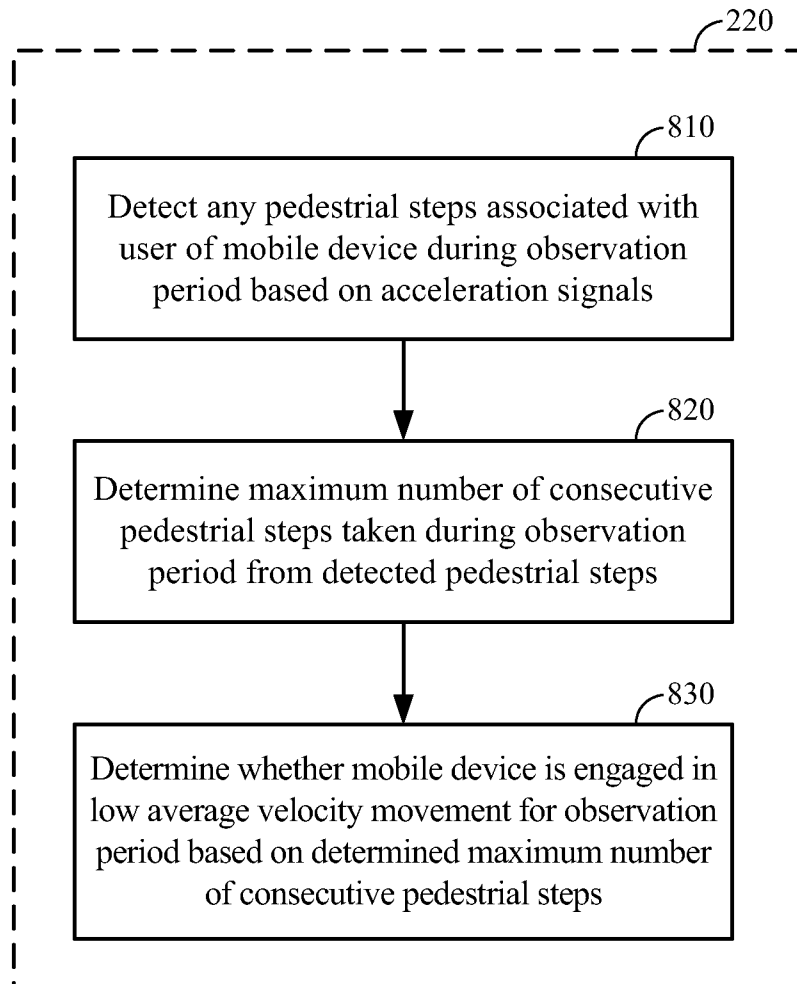 220
810
Detect any pedestrial steps associated with
user of mobile device during observation
period based on acceleration signals
820
Determine maximum number of consecutive
pedestrial steps taken during observation
period from detected pedestrial steps
830
Determine whether mobile device is engaged in
low average velocity movement for observation
period based on determined maximum number
of consecutive pedestrial steps